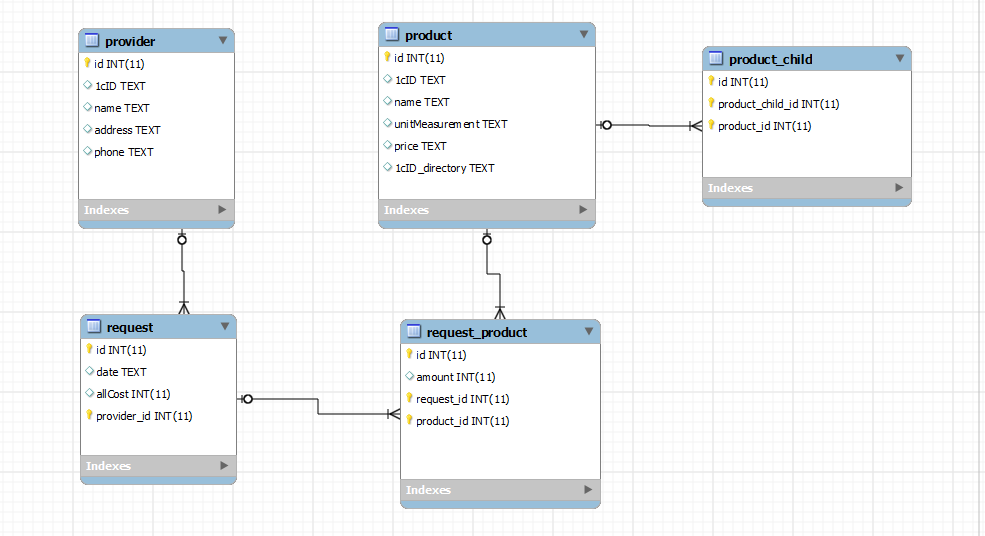 provider
id INT(11)
1cID TEXT
name TEXT
address TEXT
phone TEXT
Indexes
product
id INT(11)
1cID TEXT
name TEXT
unitMeasurement TEXT
price TEXT
1cID_directory TEXT
Indexes
product_child
id INT(11)
product_child_id INT(11)
product_id INT(11)
Indexes
request
id INT(11)
date TEXT
allCost INT(11)
provider_id INT(11)
Indexes
request_product
id INT(11)
amount INT(11)
request_id INT(11)
product_id INT(11)
Indexes